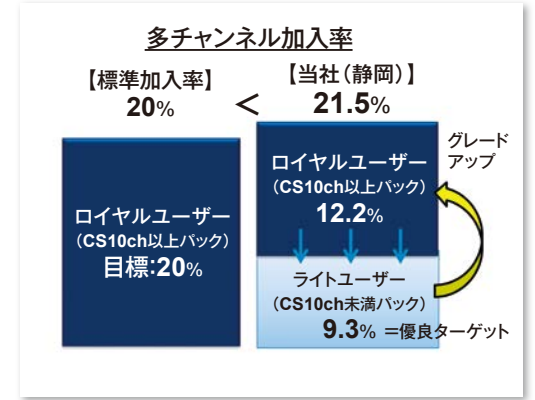 多チャンネル加入率
【標準加入率】
20%
<
【当社（静岡）】
21.5%
ロイヤルユーザー
（CS10ch以上パック）
目標:20%
ロイヤルユーザー
（CS10ch以上パック）
12.2%
グレード
アップ
ライトユーザー
（CS10ch未満パック）
9.3% =優良ターゲット